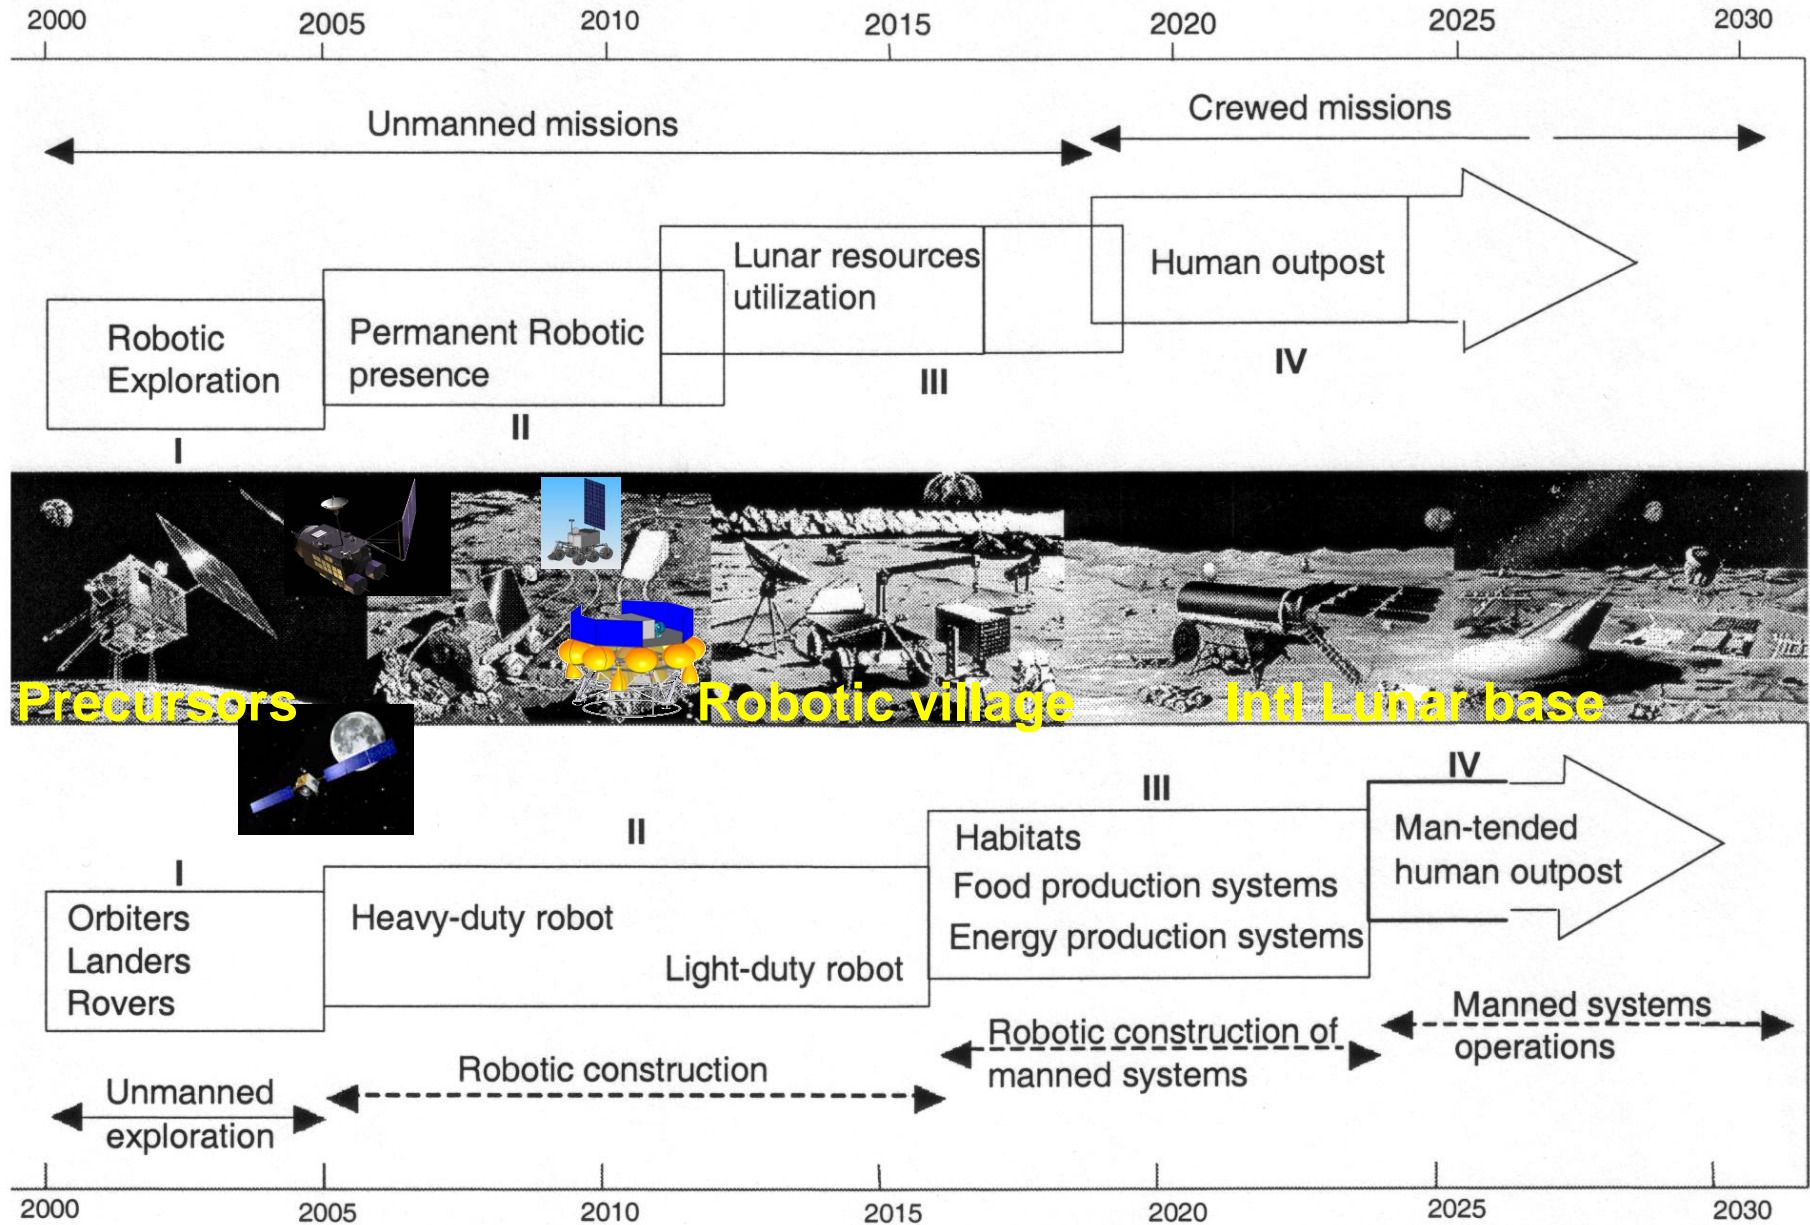 2000 2005 2010 2015 2020 2025 2030
Unmanned missions
Crewed missions
Robotic
Exploration
I
Permanent Robotic
presence
II
Lunar resources
utilization
III
Human outpost
IV
Precursors
Robotic village
Intl Lunar base
I
Orbiters
Landers
Rovers
II
Heavy-duty robot
Light-duty robot
III
Habitats
Food production systems
Energy production systems
IV
Man-tended
human outpost
Unmanned
exploration
Robotic construction
Robotic construction of
manned systems
Manned systems
operations
2000 2005 2010 2015 2020 2025 2030